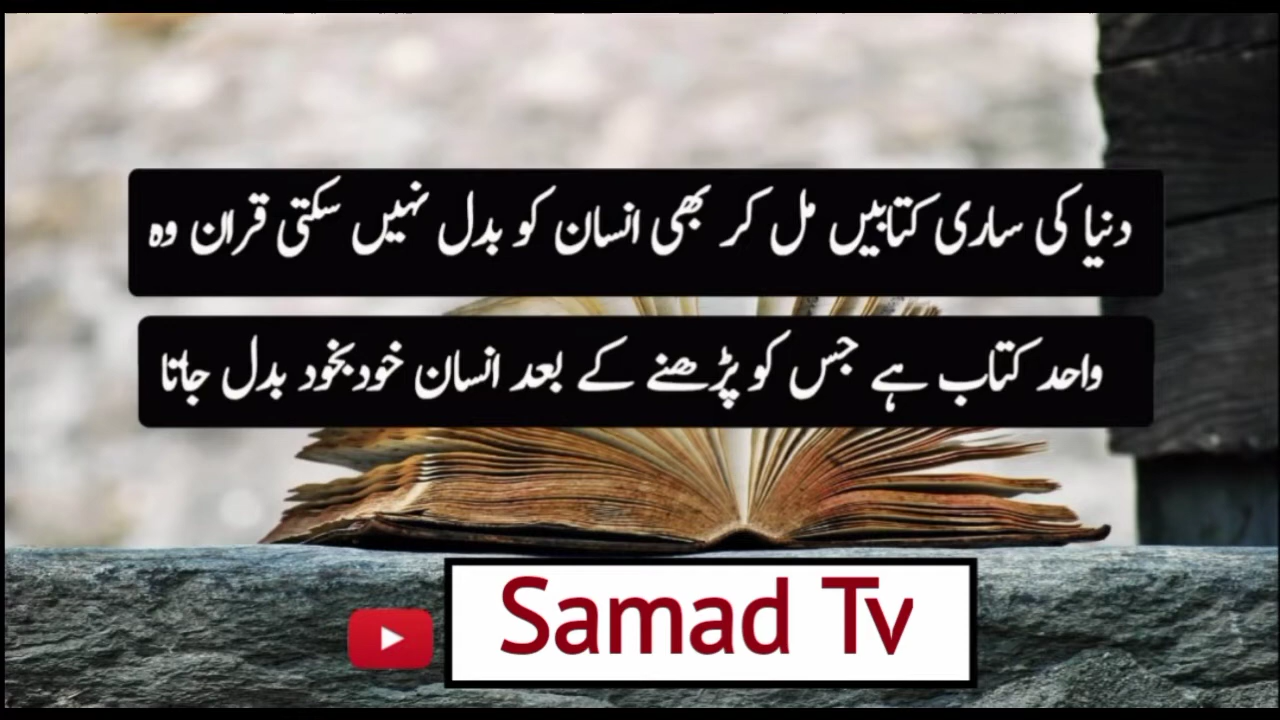 دنیا کی ساری کتابیں مل کر بھی انسان کو بدل نہیں سکتی قران وہ
واحد کتاب ہے جس کو پڑھنے کے بعد انسان خودبخود بدل جاتا
Samad Tv